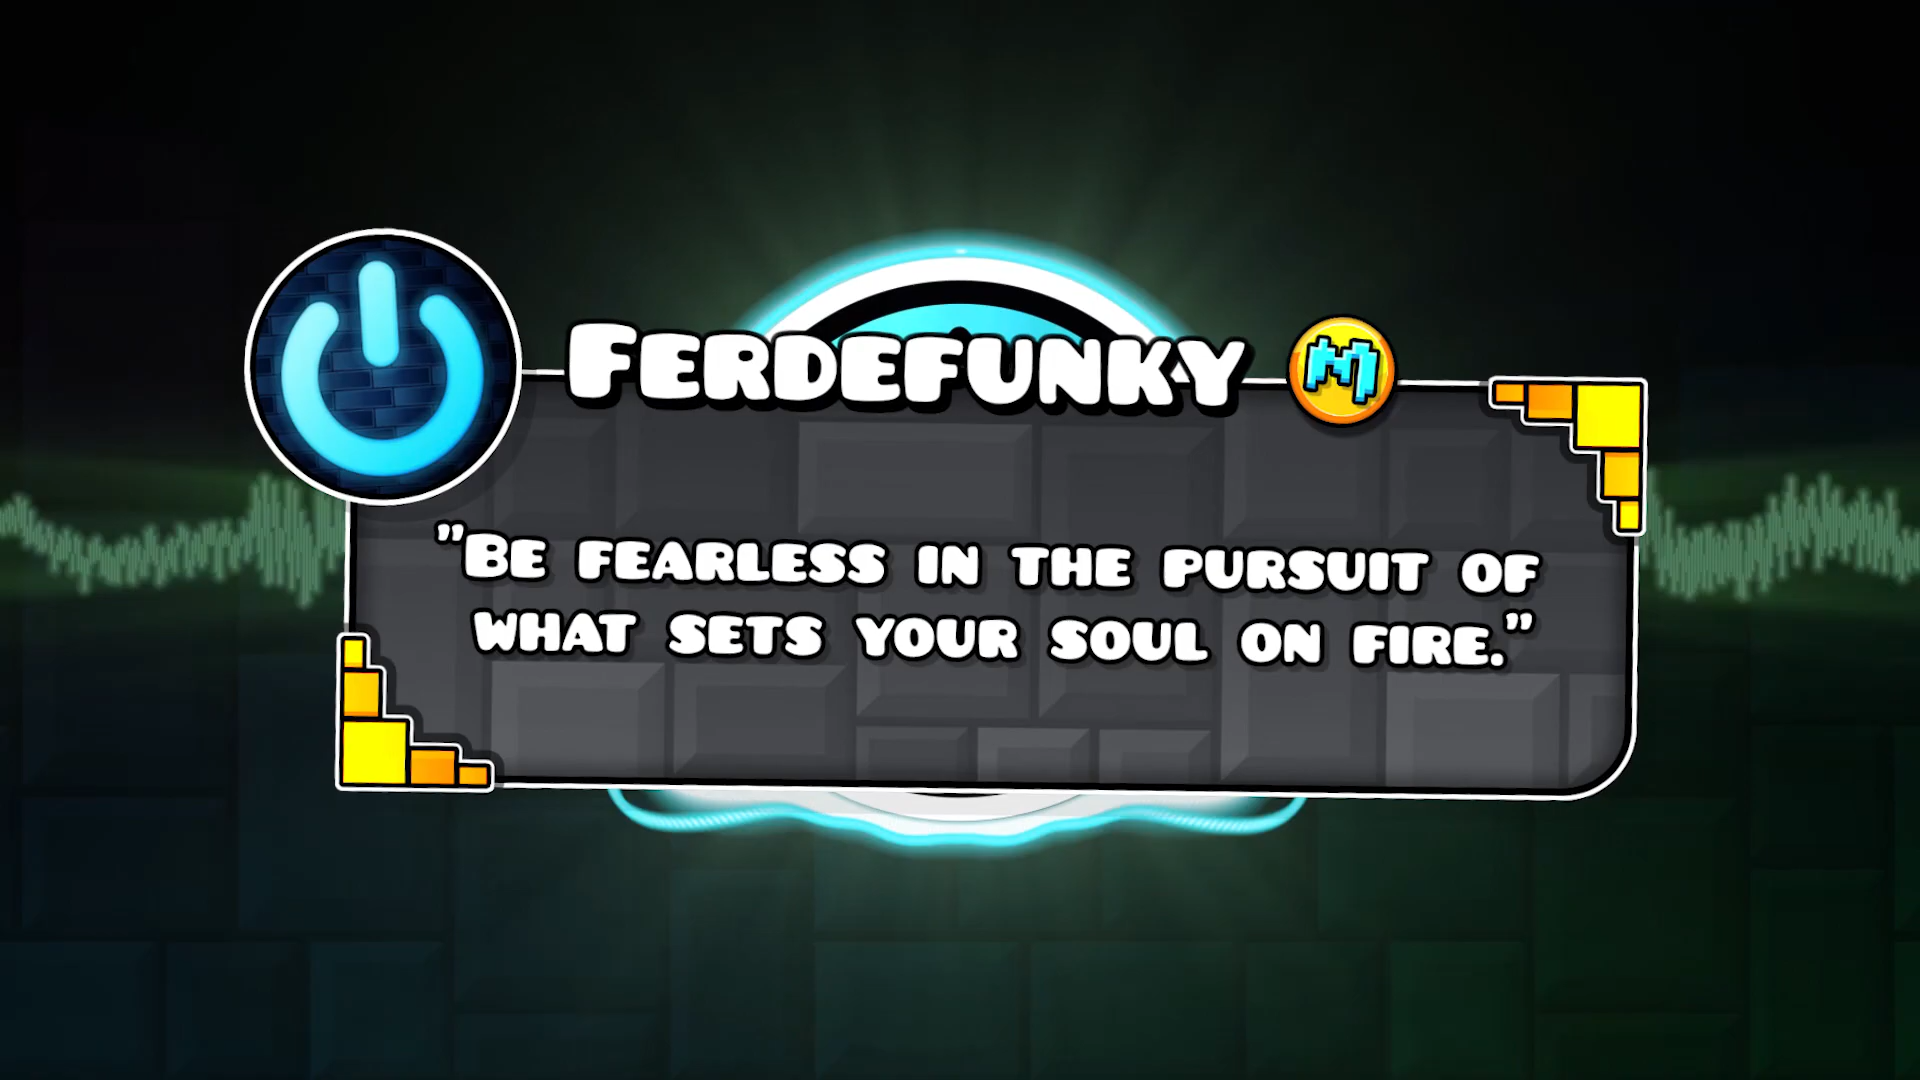 FERDEFUNKY
M
"BE FEARLESS IN THE PURSUIT OF
WHAT SETS YOUR SOUL ON FIRE."